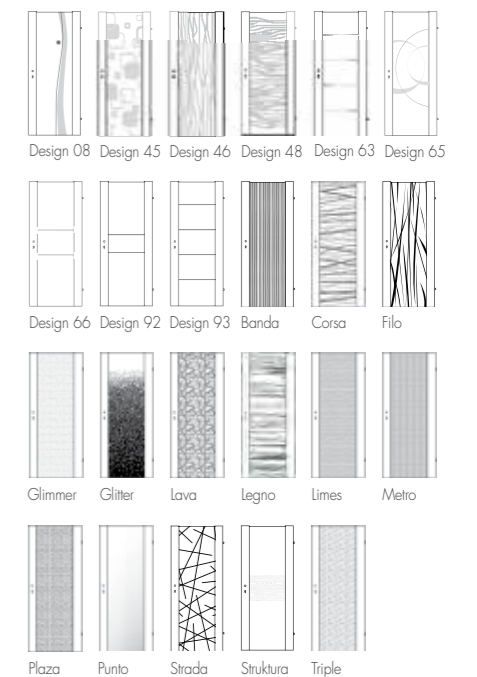 Design 08 Design 45 Design 46 Design 48 Design 63 Design 65
Design 66 Design 92 Design 93 Banda Corsa Filo
Glimmer Glitter Lava Legno Limes Metro
Plaza Punto Strada Struktura Triple